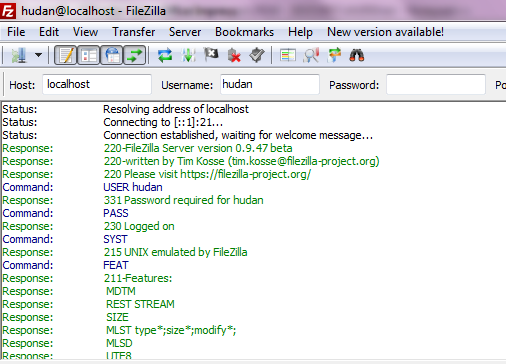 hudan@localhost - FileZilla
File Edit View Transfer Server Bookmarks Help New version available!
Host: localhost Username: hudan Password: Po
Status: Resolving address of localhost
Status: Connecting to [::1]:21...
Status: Connection established, waiting for welcome message...
Response: 220-FileZilla Server version 0.9.47 beta
Response: 220-written by Tim Kosse (tim.kosse@filezilla-project.org)
Response: 220 Please visit https://filezilla-project.org/
Command: USER hudan
Response: 331 Password required for hudan
Command: PASS
Response: 230 Logged on
Command: SYST
Response: 215 UNIX emulated by FileZilla
Command: FEAT
Response: 211-Features:
Response: MDTM
Response: REST STREAM
Response: SIZE
Response: MLST type*;size*;modify*;
Response: MLSD
Response: UTF8